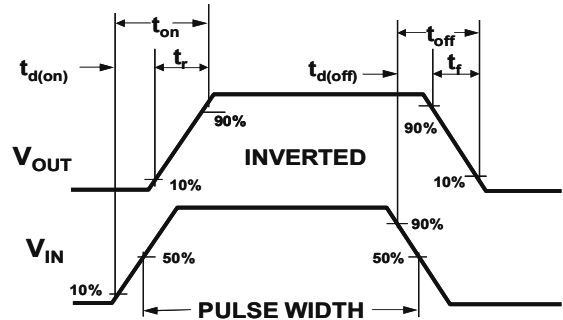 t_on
t_off
t_d(on)
t_r
t_d(off)
t_f
90%
90%
V_OUT
INVERTED
10%
10%
90%
V_IN
50%
50%
10%
PULSE WIDTH